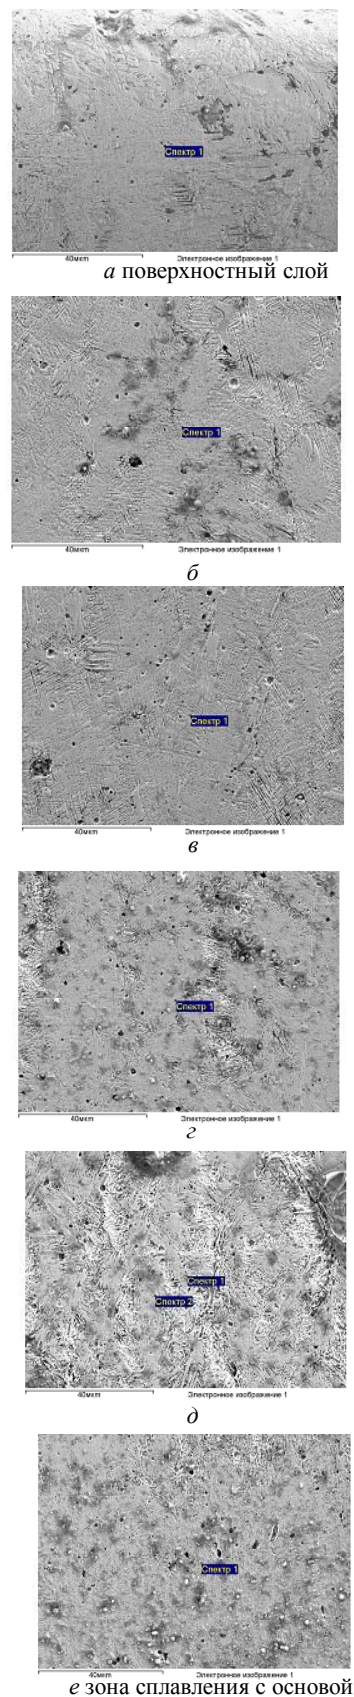 Спектр 1
40мкm Электронное изображение 1
а поверхностный слой
Спектр 1
40мкm Электронное изображение 1
б
Спектр 1
40мкm Электронное изображение 1
в
Спектр 1
40мкm Электронное изображение 1
г
Спектр 1
Спектр 2
40мкm Электронное изображение 1
д
Спектр 1
40мкm Электронное изображение 1
е зона сплавления с основой